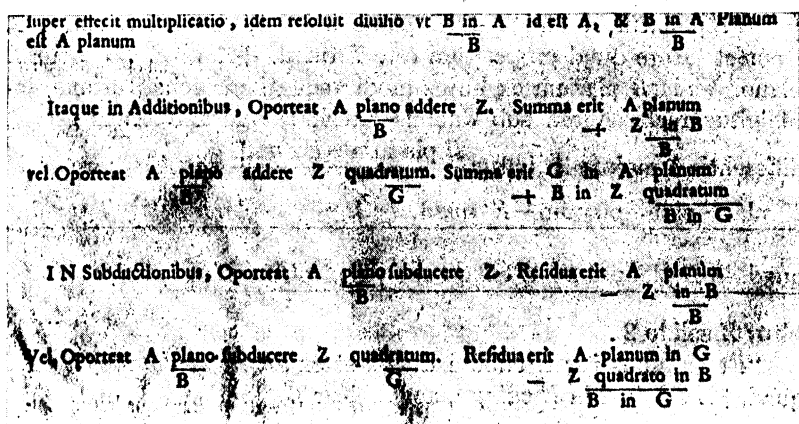 super effecit multiplicatio, idem resoluit diuisio vt B in A id est A, & B in A Planum
B B
est A planum
Itaque in Additionibus, Oporteat A plano addere Z. Summa erit A planum
B + Z in B
B
vel Oporteat A plano addere Z quadratum. Summa erit G in A planum
B G + B in Z quadratum
B in G
IN Subductionibus, Oporteat A plano subducere Z. Residua erit A planum
B — Z in B
B
Vel, Oporteat A plano subducere Z quadratum. Residua erit A planum in G
B G — Z quadrato in B
B in G